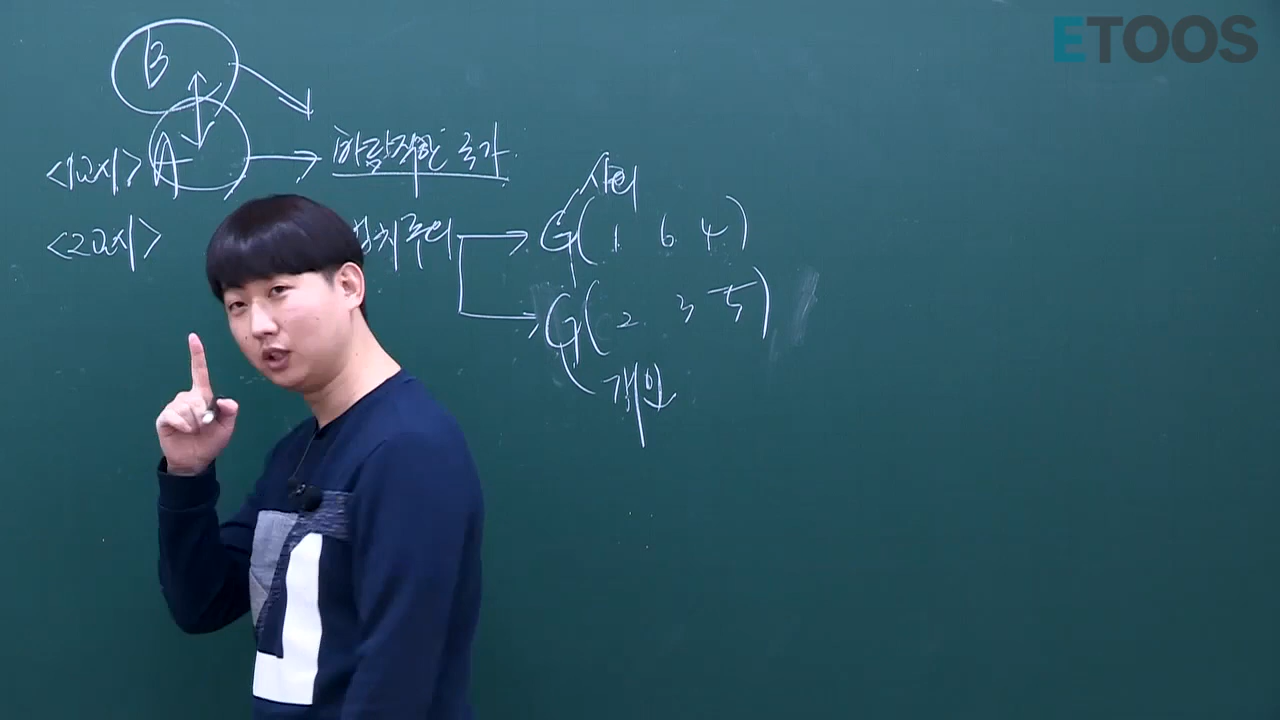 ETOOS
B
<1교시> A → 바람직한 국가
사회
<2교시> 법치주의 → G( 1 6 4 )
G( 2 3 5 )
개인